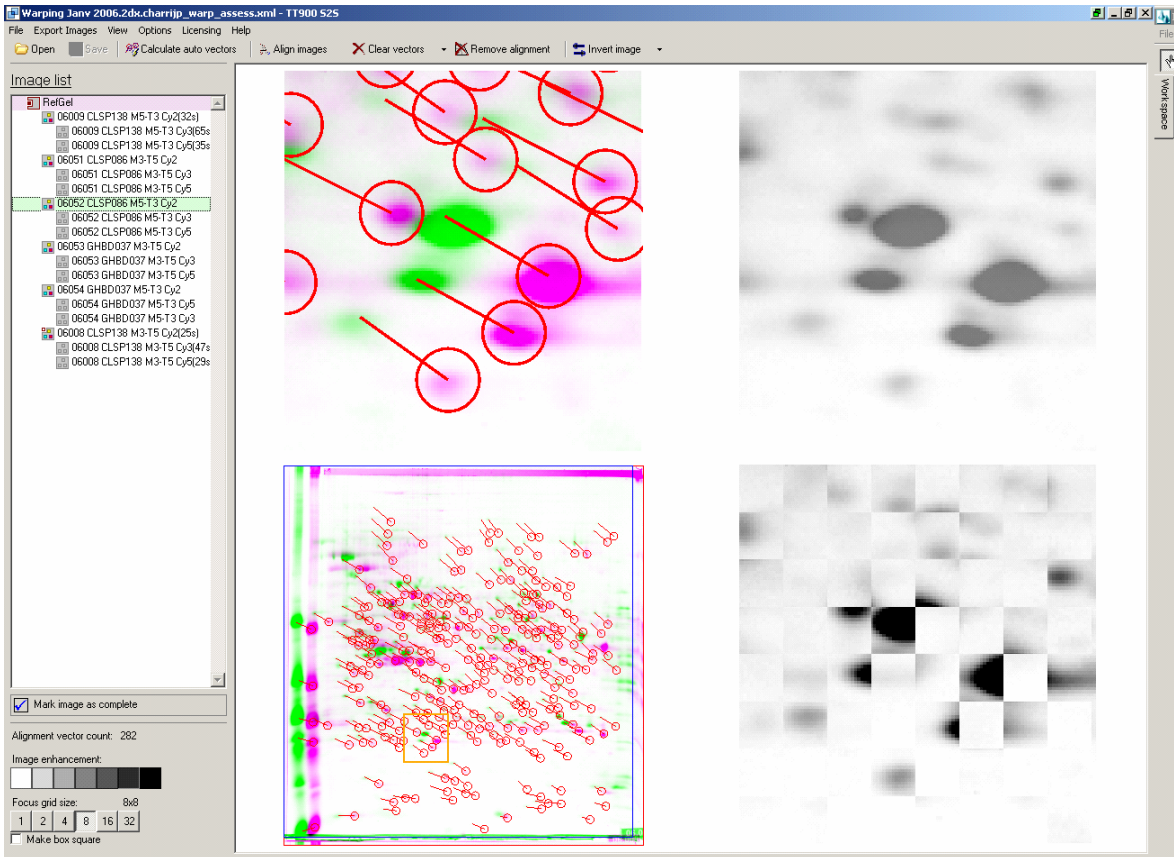 Warping Janv 2006.2dx.charrijp_warp_assess.xml - TT900 S2S
File Export Images View Options Licensing Help
File
Open Save Calculate auto vectors Align images Clear vectors Remove alignment Invert image
Workspace
Image list
RefGel
06009 CLSP138 M5-T3 Cy2(32s)
06009 CLSP138 M5-T3 Cy3(65s
06009 CLSP138 M5-T3 Cy5(35s
06051 CLSP086 M3-T5 Cy2
06051 CLSP086 M3-T5 Cy3
06051 CLSP086 M3-T5 Cy5
06052 CLSP086 M5-T3 Cy2
06052 CLSP086 M5-T3 Cy3
06052 CLSP086 M5-T3 Cy5
06053 GHBD037 M3-T5 Cy2
06053 GHBD037 M3-T5 Cy3
06053 GHBD037 M3-T5 Cy5
06054 GHBD037 M5-T3 Cy2
06054 GHBD037 M5-T3 Cy5
06054 GHBD037 M5-T3 Cy3
06008 CLSP138 M3-T5 Cy2(25s)
06008 CLSP138 M3-T5 Cy3(47s
06008 CLSP138 M3-T5 Cy5(29s
Mark image as complete
Alignment vector count: 282
Image enhancement:
Focus grid size: 8x8
1 2 4 8 16 32
Make box square